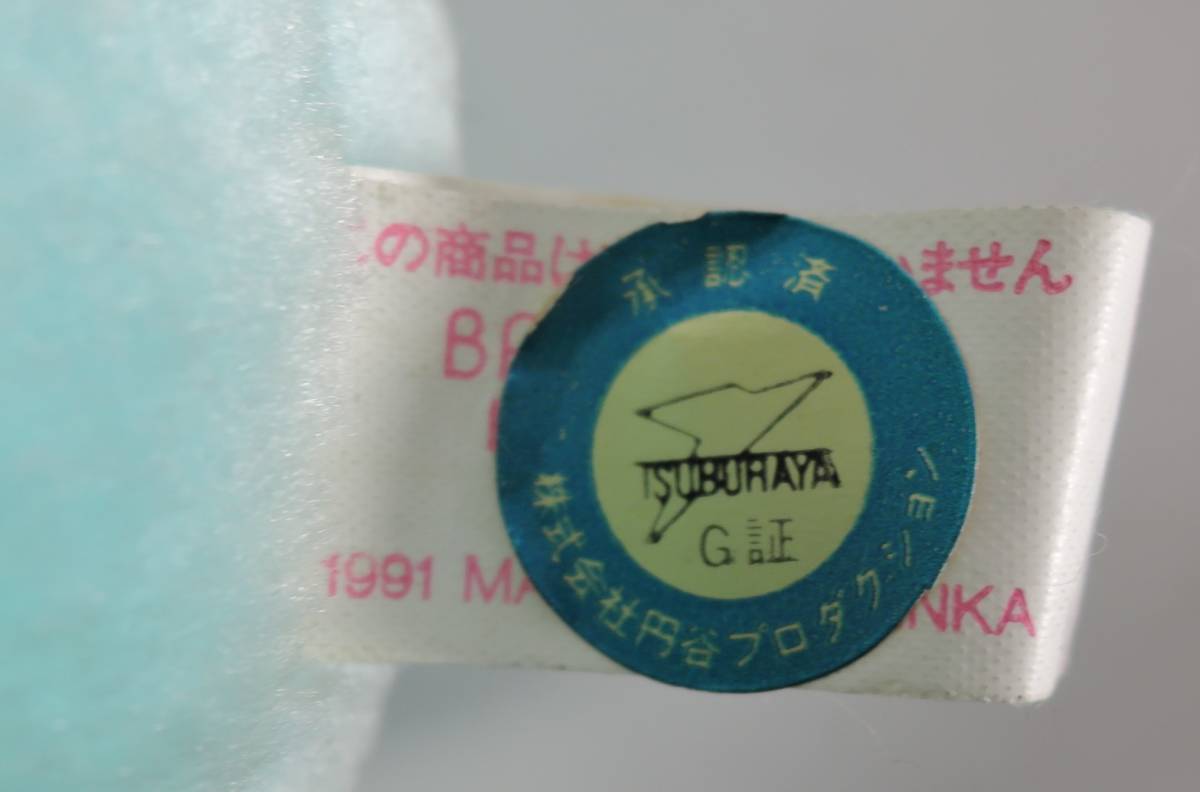 の商品は
ません
承認済
TSUBURAYA
G証
株式会社円谷プロダクション
1991 MA
NKA